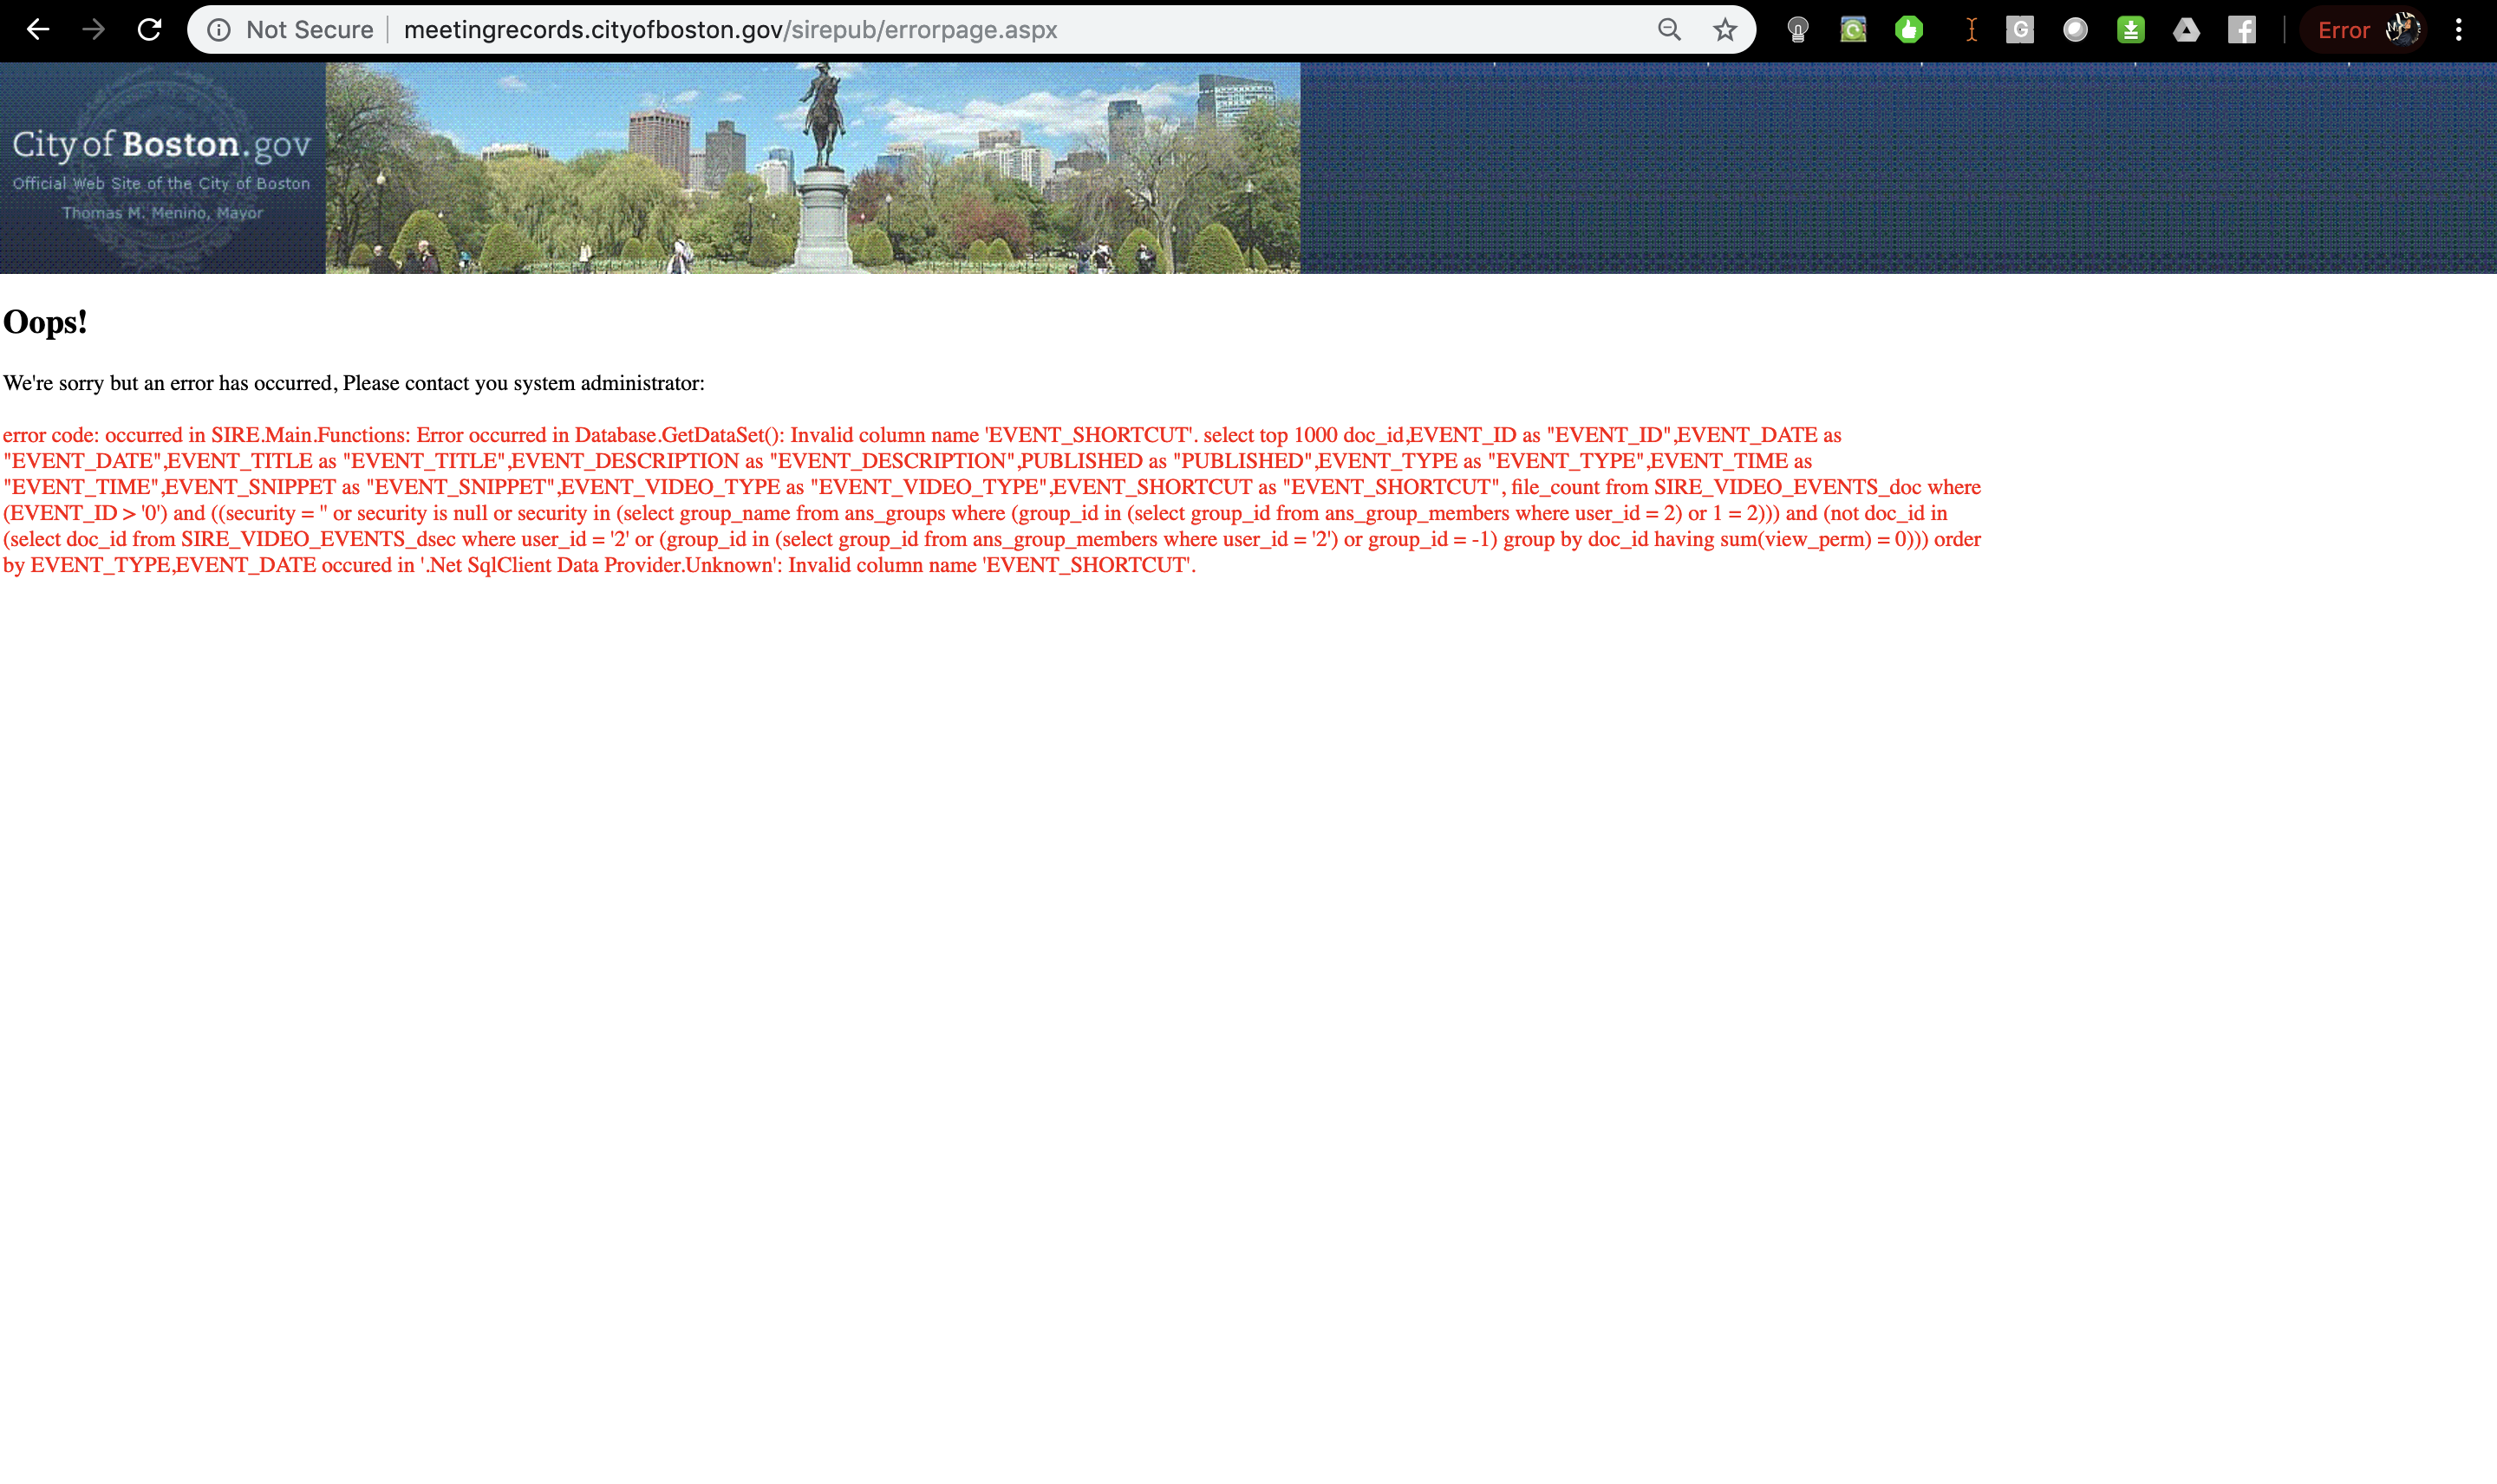 Not Secure meetingrecords.cityofboston.gov/sirepub/errorpage.aspx G Error
City of Boston.gov
Official Web Site of the City of Boston
Thomas M. Menino, Mayor
Oops!
We're sorry but an error has occurred, Please contact you system administrator:
error code: occurred in SIRE.Main.Functions: Error occurred in Database.GetDataSet(): Invalid column name 'EVENT_SHORTCUT'. select top 1000 doc_id,EVENT_ID as "EVENT_ID",EVENT_DATE as
"EVENT_DATE",EVENT_TITLE as "EVENT_TITLE",EVENT_DESCRIPTION as "EVENT_DESCRIPTION",PUBLISHED as "PUBLISHED",EVENT_TYPE as "EVENT_TYPE",EVENT_TIME as
"EVENT_TIME",EVENT_SNIPPET as "EVENT_SNIPPET",EVENT_VIDEO_TYPE as "EVENT_VIDEO_TYPE",EVENT_SHORTCUT as "EVENT_SHORTCUT", file_count from SIRE_VIDEO_EVENTS_doc where
(EVENT_ID > '0') and ((security = '' or security is null or security in (select group_name from ans_groups where (group_id in (select group_id from ans_group_members where user_id = 2) or 1 = 2))) and (not doc_id in
(select doc_id from SIRE_VIDEO_EVENTS_dsec where user_id = '2' or (group_id in (select group_id from ans_group_members where user_id = '2') or group_id = -1) group by doc_id having sum(view_perm) = 0))) order
by EVENT_TYPE,EVENT_DATE occured in '.Net SqlClient Data Provider.Unknown': Invalid column name 'EVENT_SHORTCUT'.